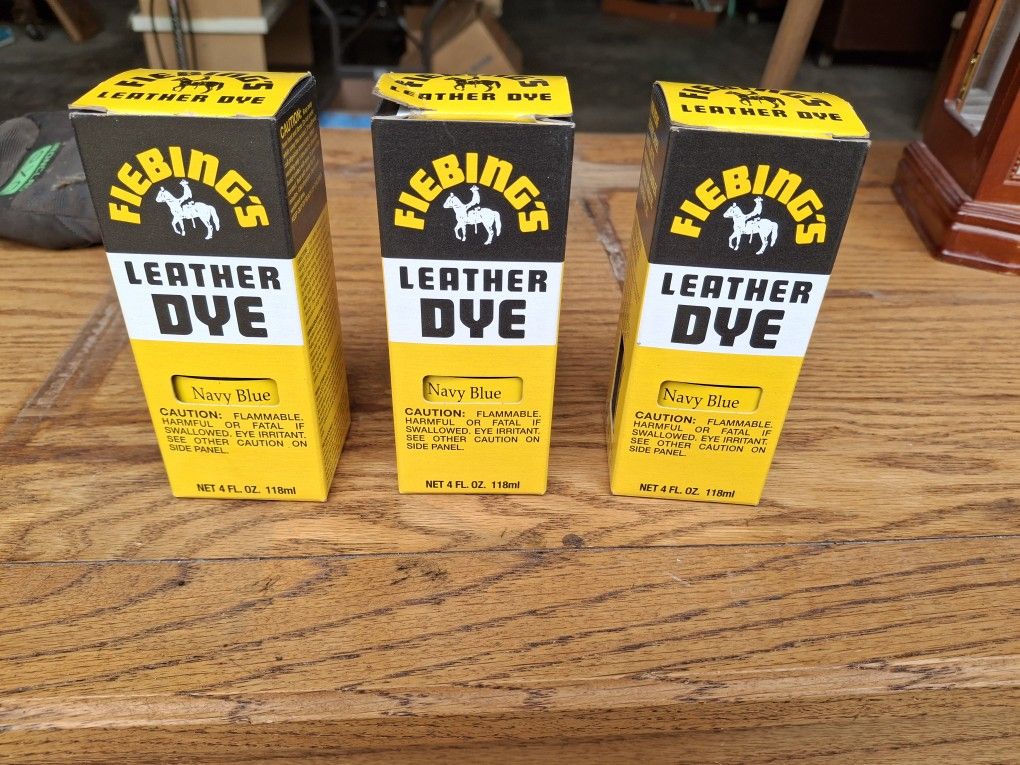 FIEBING'S
LEATHER DYE
CAUTION:
FIEBING'S
LEATHER
DYE
Navy Blue
CAUTION: FLAMMABLE.
HARMFUL OR FATAL IF
SWALLOWED. EYE IRRITANT.
SEE OTHER CAUTION ON
SIDE PANEL.
NET 4 FL. OZ. 118ml
FIEBING'S
LEATHER DYE
FIEBING'S
LEATHER
DYE
Navy Blue
CAUTION: FLAMMABLE.
HARMFUL OR FATAL IF
SWALLOWED. EYE IRRITANT.
SEE OTHER CAUTION ON
SIDE PANEL.
NET 4 FL. OZ. 118ml
FIEBING'S
LEATHER DYE
FIEBING'S
LEATHER
DYE
Navy Blue
CAUTION: FLAMMABLE.
HARMFUL OR FATAL IF
SWALLOWED. EYE IRRITANT.
SEE OTHER CAUTION ON
SIDE PANEL.
NET 4 FL. OZ. 118ml